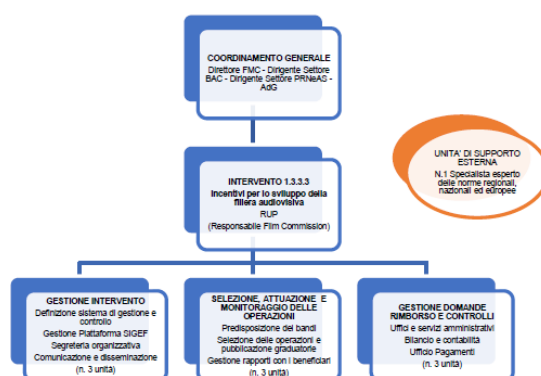 COORDINAMENTO GENERALE
Direttore FMC - Dirigente Settore
BAC - Dirigente Settore PRNeAS -
AdG
UNITA' DI SUPPORTO
ESTERNA
N.1 Specialista esperto
delle norme regionali,
nazionali ed europee
INTERVENTO 1.3.3.3
Incentivi per lo sviluppo della
filiera audiovisiva
RUP
(Responsabile Film Commission)
GESTIONE INTERVENTO
Definizione sistema di gestione e
controllo
Gestione Piattaforma SIGEF
Segreteria organizzativa
Comunicazione e disseminazione
(n. 3 unità)
SELEZIONE, ATTUAZIONE E
MONITORAGGIO DELLE
OPERAZIONI
Predisposizione dei bandi
Selezione delle operazioni e
pubblicazione graduatorie
Gestione rapporti con i beneficiari
(n. 3 unità)
GESTIONE DOMANDE
RIMBORSO E CONTROLLI
Uffici e servizi amministrativi
Bilancio e contabilità
Ufficio Pagamenti
(n. 3 unità)